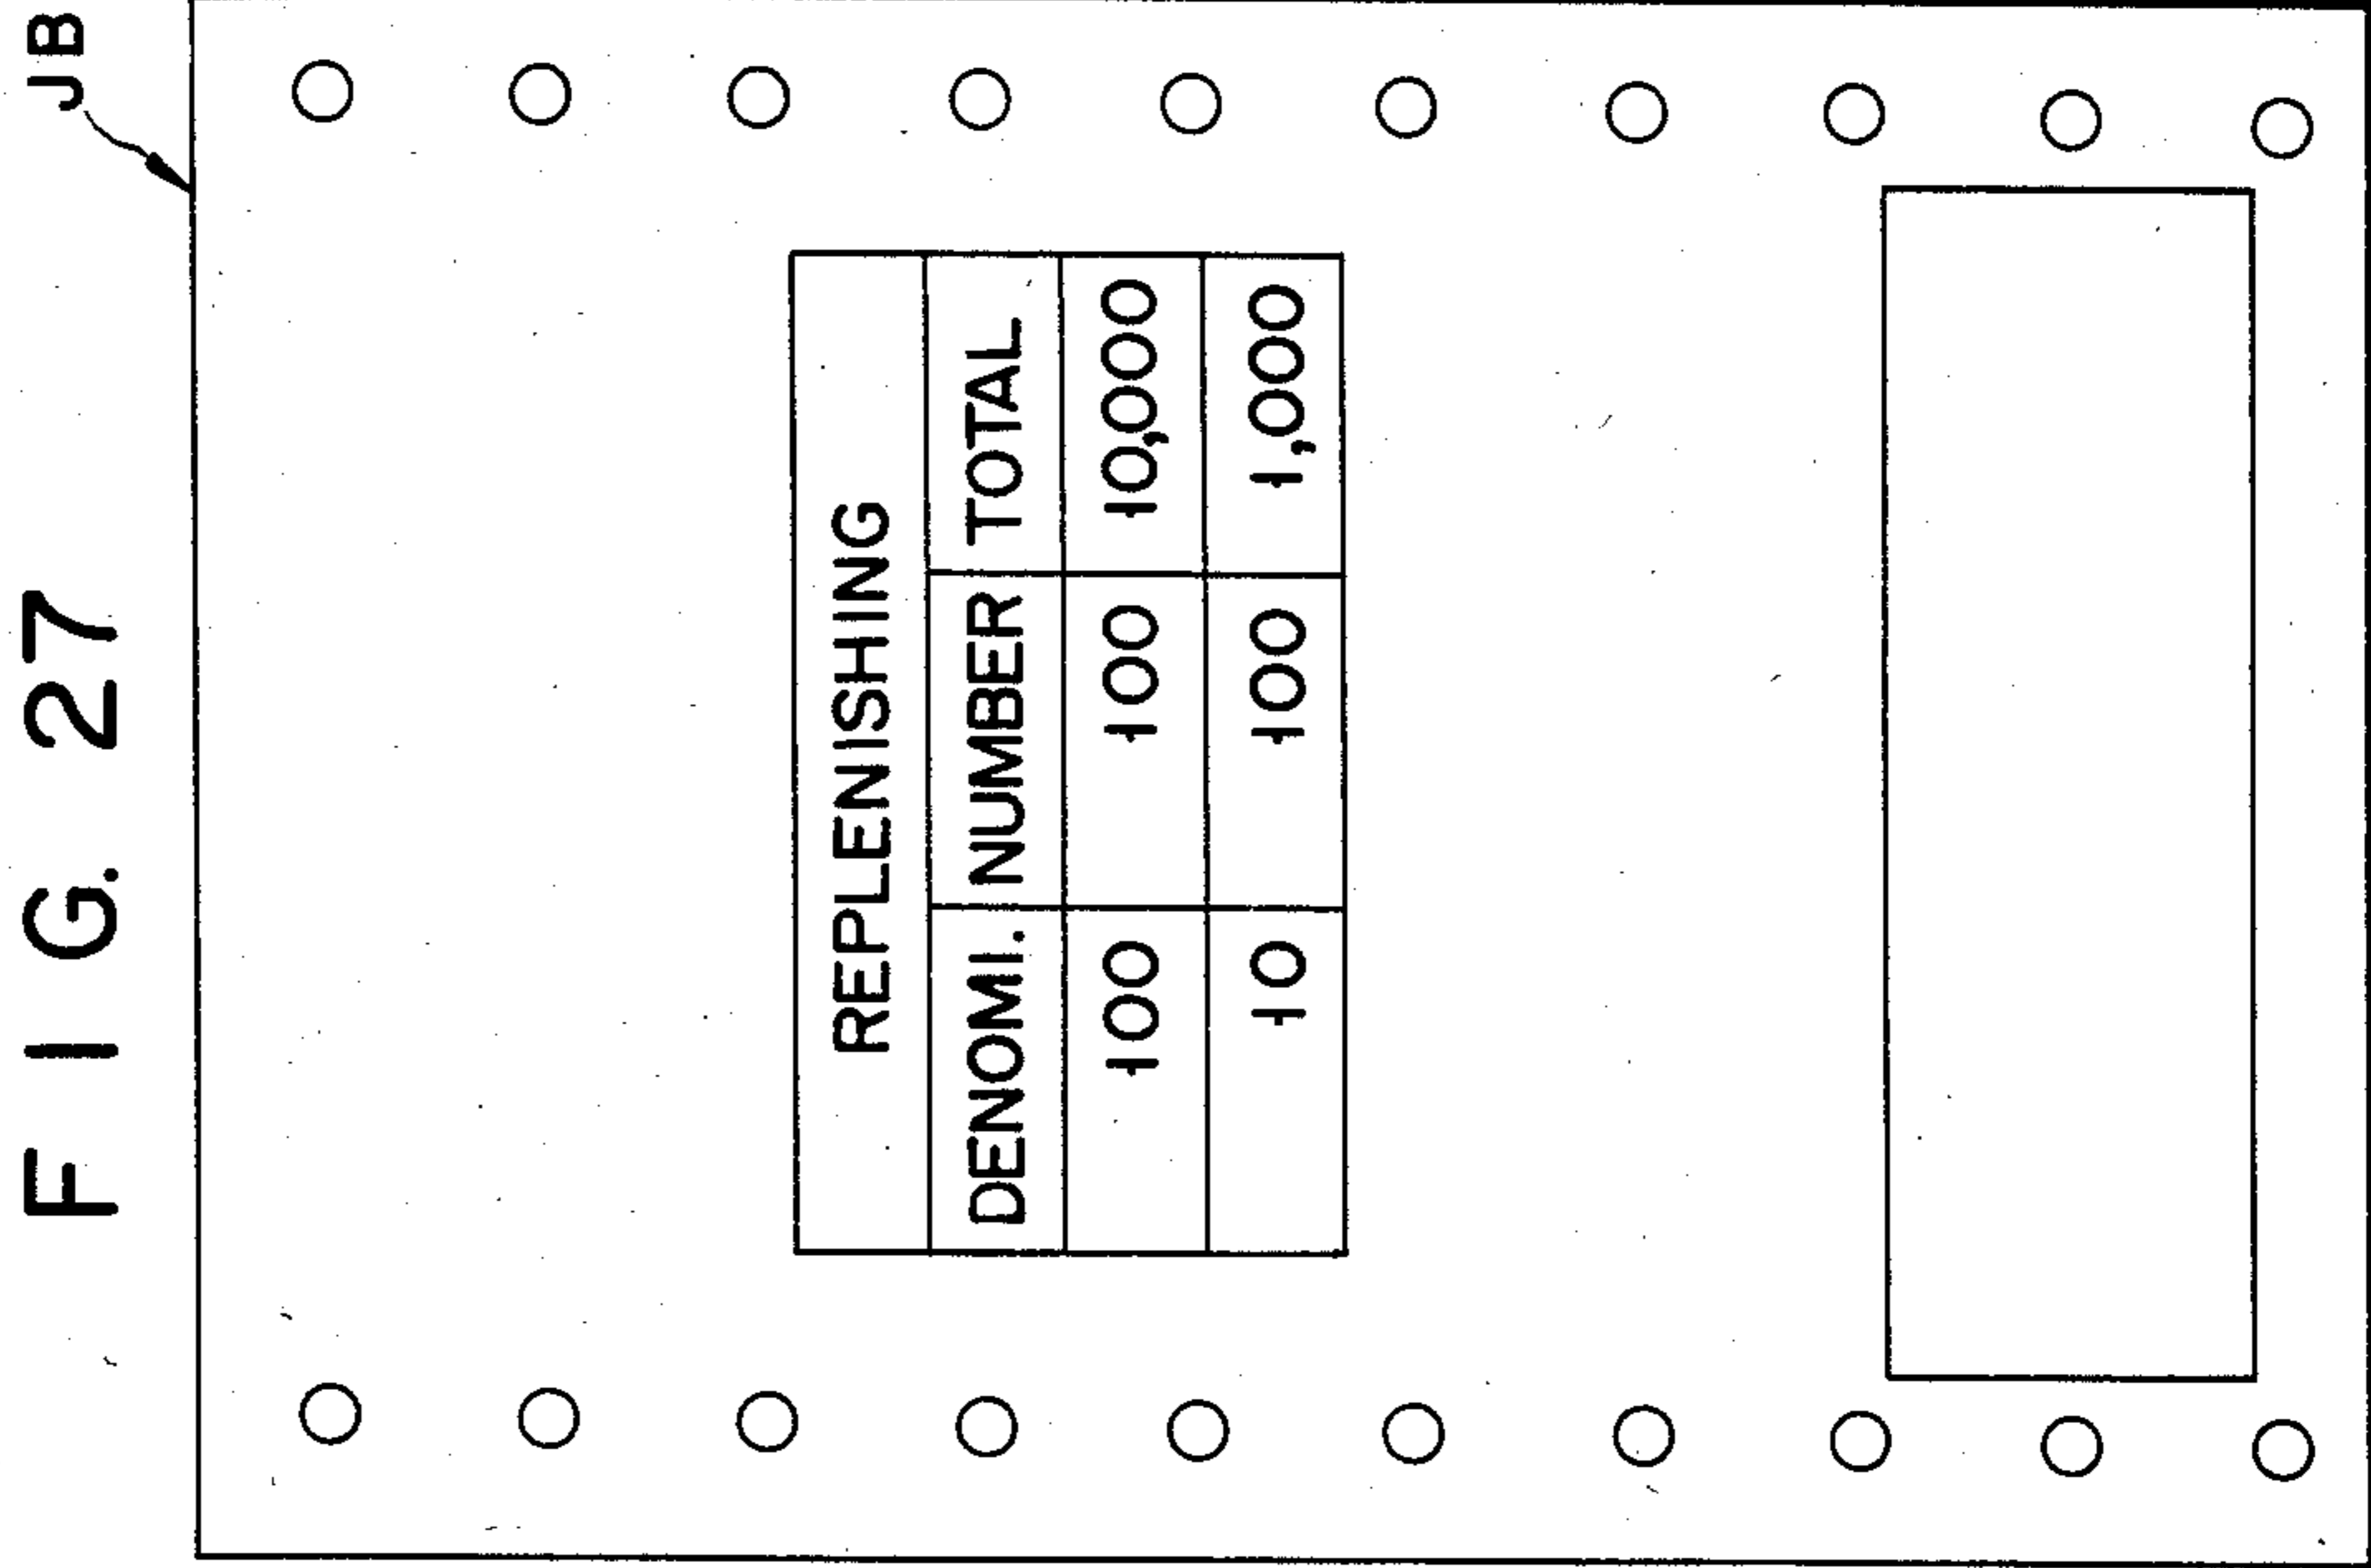 FIG. 27
JB
REPLENISHING
DENOMI. NUMBER TOTAL
100 100 10,000
10 100 1,000